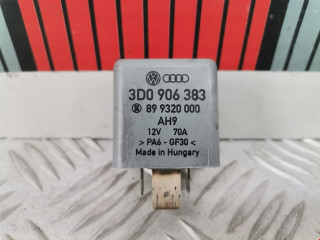 3D0 906 383
89 9320 000
AH9
12V 70A
> PA6 - GF30 <
Made in Hungary